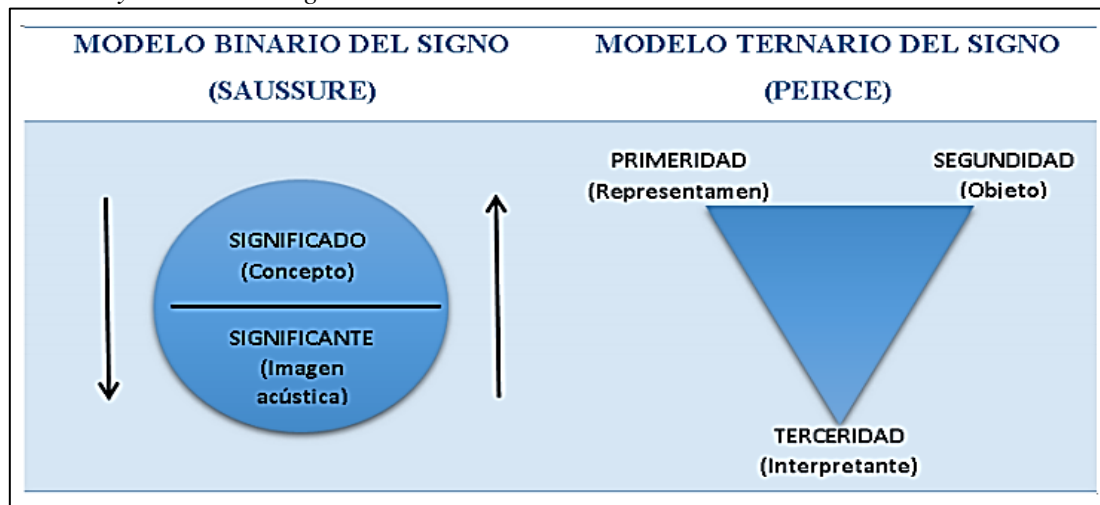 MODELO BINARIO DEL SIGNO
(SAUSSURE)
MODELO TERNARIO DEL SIGNO
(PEIRCE)
SIGNIFICADO
(Concepto)
SIGNIFICANTE
(Imagen
acústica)
PRIMERIDAD
(Representamen)
SEGUNDIDAD
(Objeto)
TERCERIDAD
(Interpretante)